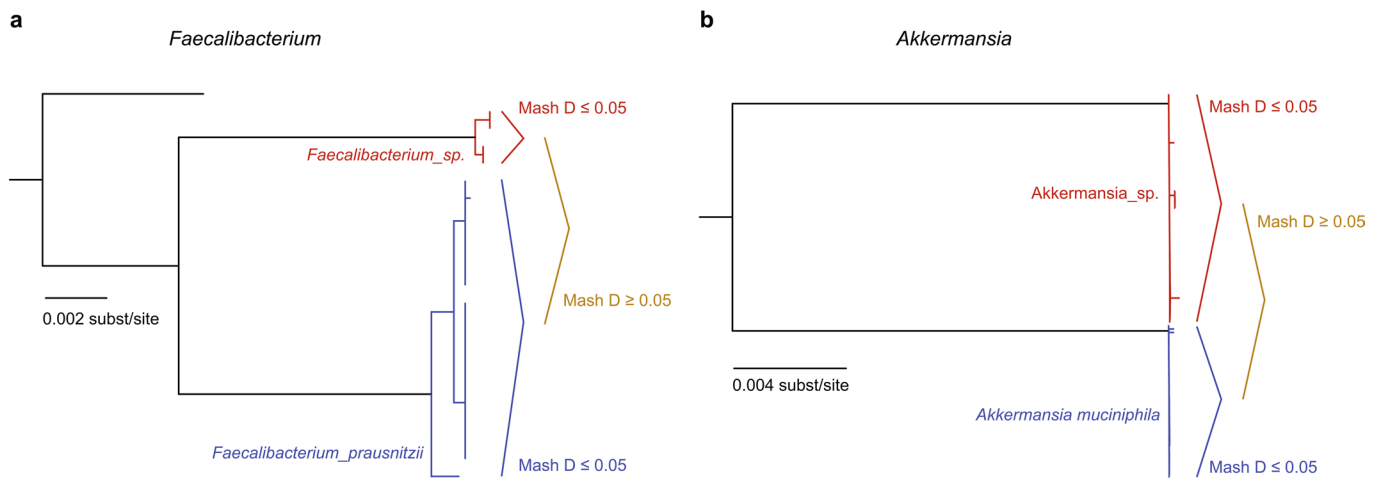 a
Faecalibacterium
Mash D ≤ 0.05
Faecalibacterium_sp.
Mash D ≥ 0.05
0.002 subst/site
Faecalibacterium_prausnitzii
Mash D ≤ 0.05
b
Akkermansia
Mash D ≤ 0.05
Akkermansia_sp.
Mash D ≥ 0.05
0.004 subst/site
Akkermansia muciniphila
Mash D ≤ 0.05